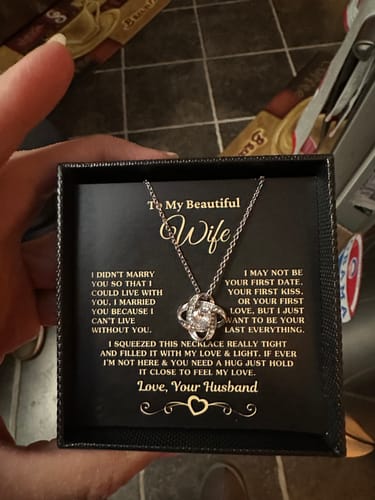 To My Beautiful
Wife
I DIDN'T MARRY
YOU SO THAT I
COULD LIVE WITH
YOU. I MARRIED
YOU BECAUSE I
CAN'T LIVE
WITHOUT YOU.
I MAY NOT BE
YOUR FIRST DATE.
YOUR FIRST KISS.
OR YOUR FIRST
LOVE, BUT I JUST
WANT TO BE YOUR
LAST EVERYTHING.
I SQUEEZED THIS NECKLACE REALLY TIGHT
AND FILLED IT WITH MY LOVE & LIGHT. IF EVER
I'M NOT HERE & YOU NEED A HUG JUST HOLD
IT CLOSE TO FEEL MY LOVE.
Love, Your Husband